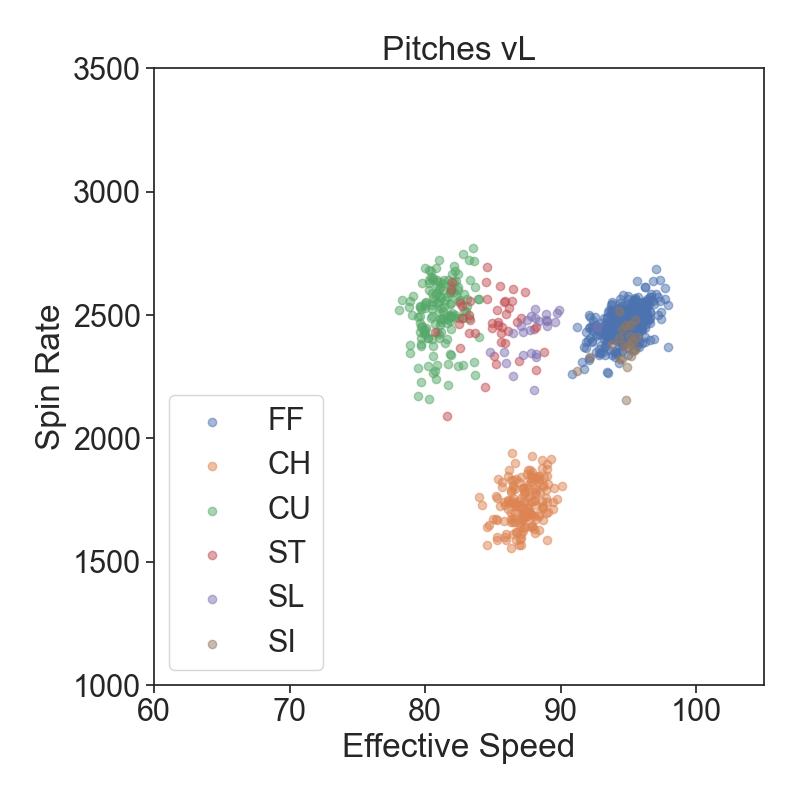 Pitches vL
3500
3000
2500
2000
1500
1000
Spin Rate
FF
CH
CU
ST
SL
SI
60 70 80 90 100
Effective Speed